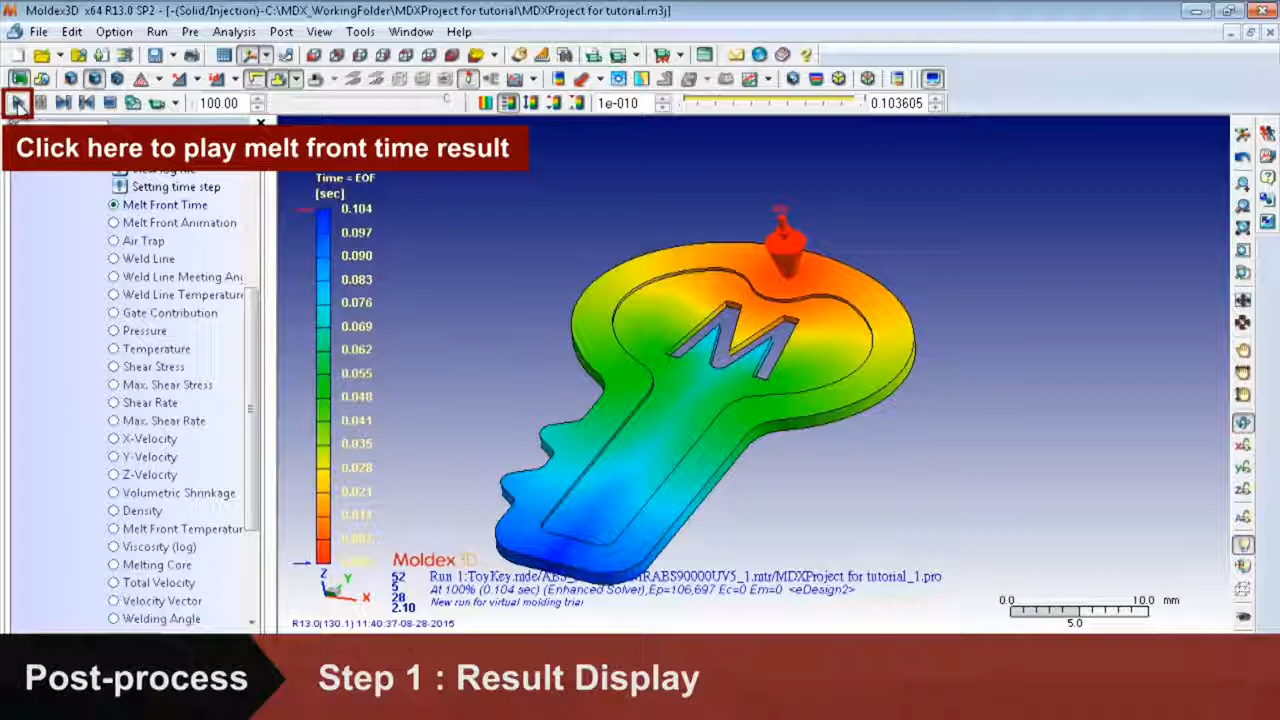 Moldex3D x64 R13.0 SP2 - [-(Solid/Injection)-C:\MDX_WorkingFolder\MDXProject for tutorial\MDXProject for tutorial.m3j]
File Edit Option Run Pre Analysis Post View Tools Window Help
100.00
1e-010
0.103605
Click here to play melt front time result
Setting time step
Melt Front Time
Melt Front Animation
Air Trap
Weld Line
Weld Line Meeting Ang
Weld Line Temperature
Gate Contribution
Pressure
Temperature
Shear Stress
Max. Shear Stress
Shear Rate
Max. Shear Rate
X-Velocity
Y-Velocity
Z-Velocity
Volumetric Shrinkage
Density
Melt Front Temperatur
Viscosity (log)
Melting Core
Total Velocity
Velocity Vector
Welding Angle
Time = EOF
[sec]
0.104
0.097
0.090
0.083
0.076
0.069
0.062
0.055
0.048
0.041
0.035
0.028
0.021
M
Moldex3D
Z
Y
X
52
5
28
2.10
At 100% (0.104 sec) (Enhanced Solver),Ep=106,697 Ec=0 Em=0 <eDesign2>
New run for virtual molding trial
R13.0(130.1) 11:40:37-08-28-2015
0.0 10.0 mm
5.0
Post-process
Step 1 : Result Display